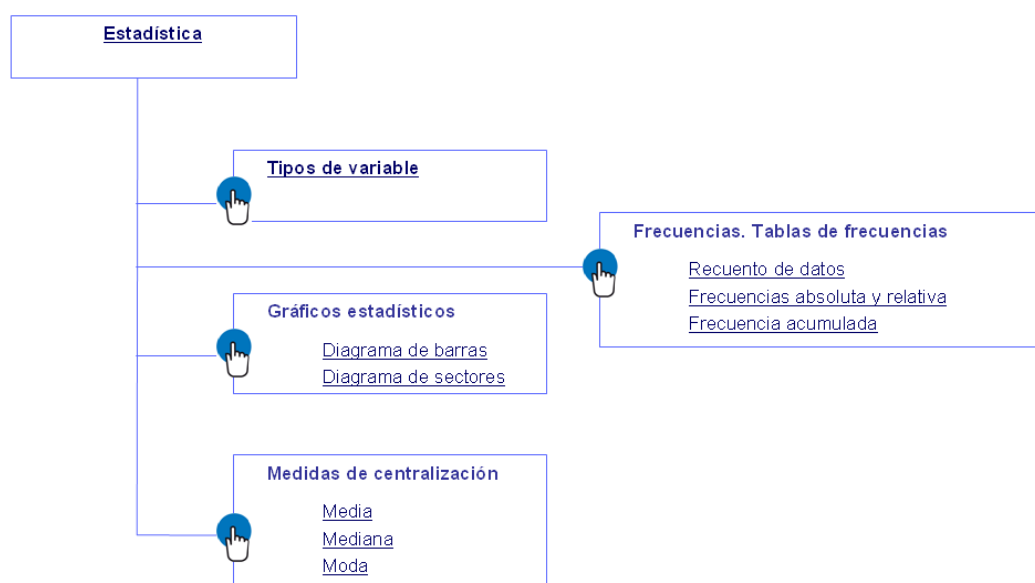 Estadística
Tipos de variable
Frecuencias. Tablas de frecuencias
Recuento de datos
Frecuencias absoluta y relativa
Frecuencia acumulada
Gráficos estadísticos
Diagrama de barras
Diagrama de sectores
Medidas de centralización
Media
Mediana
Moda